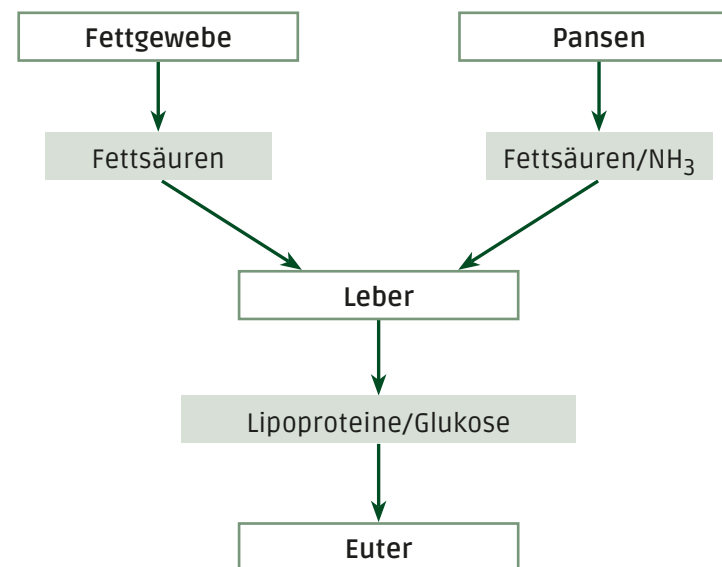 Fettgewebe
Pansen
Fettsäuren
Fettsäuren/NH₃
Leber
Lipoproteine/Glukose
Euter